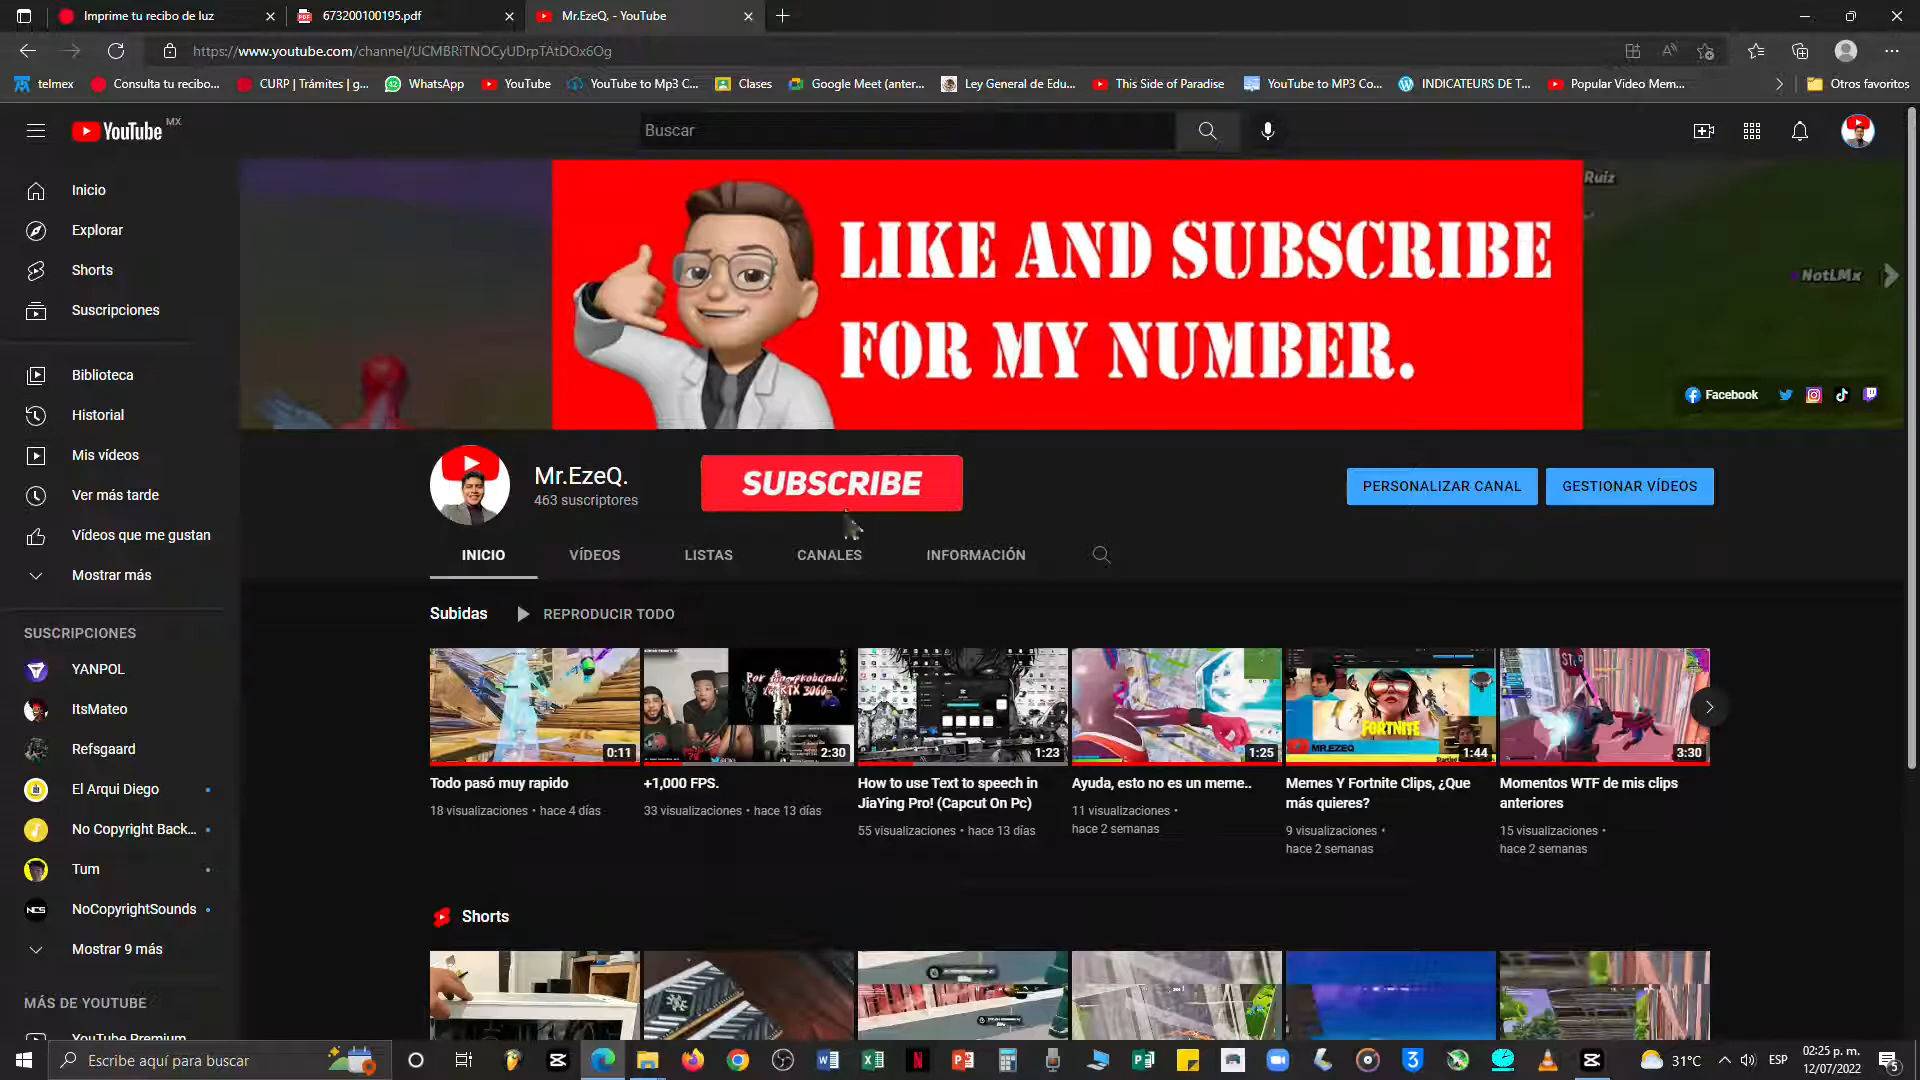 Imprime tu recibo de luz
673200100195.pdf
Mr.EzeQ. - YouTube
https://www.youtube.com/channel/UCMBRiTNOCyUDrpTAtDOx6Og
telmex
Consulta tu recibo...
CURP | Trámites | g...
WhatsApp
YouTube
YouTube to Mp3 C...
Clases
Google Meet (anter...
Ley General de Edu...
This Side of Paradise
YouTube to MP3 Co...
INDICATEURS DE T...
Popular Video Mem...
Otros favoritos
YouTube MX
Buscar
Inicio
Explorar
Shorts
Suscripciones
Biblioteca
Historial
Mis vídeos
Ver más tarde
Vídeos que me gustan
Mostrar más
SUSCRIPCIONES
YANPOL
ItsMateo
Refsgaard
El Arqui Diego
No Copyright Back...
Tum
NoCopyrightSounds
Mostrar 9 más
MÁS DE YOUTUBE
YouTube Premium
Ruiz
NotLMx
LIKE AND SUBSCRIBE
FOR MY NUMBER.
Facebook
Mr.EzeQ.
463 suscriptores
SUBSCRIBE
PERSONALIZAR CANAL
GESTIONAR VÍDEOS
INICIO
VÍDEOS
LISTAS
CANALES
INFORMACIÓN
Subidas
REPRODUCIR TODO
0:11
Todo pasó muy rapido
18 visualizaciones • hace 4 días
Por fin probando
la RTX 3060
2:30
+1,000 FPS.
33 visualizaciones • hace 13 días
1:23
How to use Text to speech in
JiaYing Pro! (Capcut On Pc)
55 visualizaciones • hace 13 días
1:25
Ayuda, esto no es un meme..
11 visualizaciones •
hace 2 semanas
FORTNITE
MR.EZEQ
1:44
Memes Y Fortnite Clips, ¿Que
más quieres?
9 visualizaciones •
hace 2 semanas
3:30
Momentos WTF de mis clips
anteriores
15 visualizaciones •
hace 2 semanas
Shorts
Escribe aquí para buscar
31°C
ESP
02:25 p. m.
12/07/2022
5